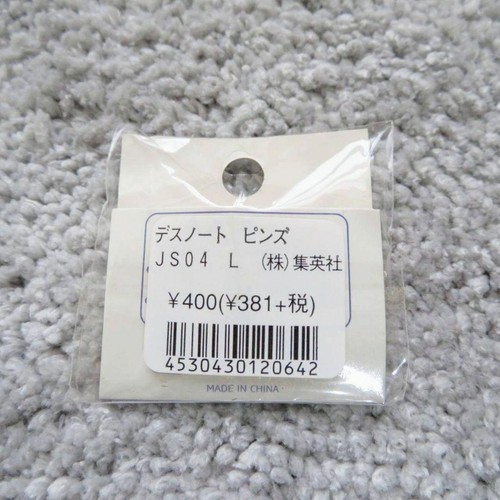 デスノート ピンズ
JS04 L (株)集英社
¥400(¥381+税)
4530430120642
MADE IN CHINA